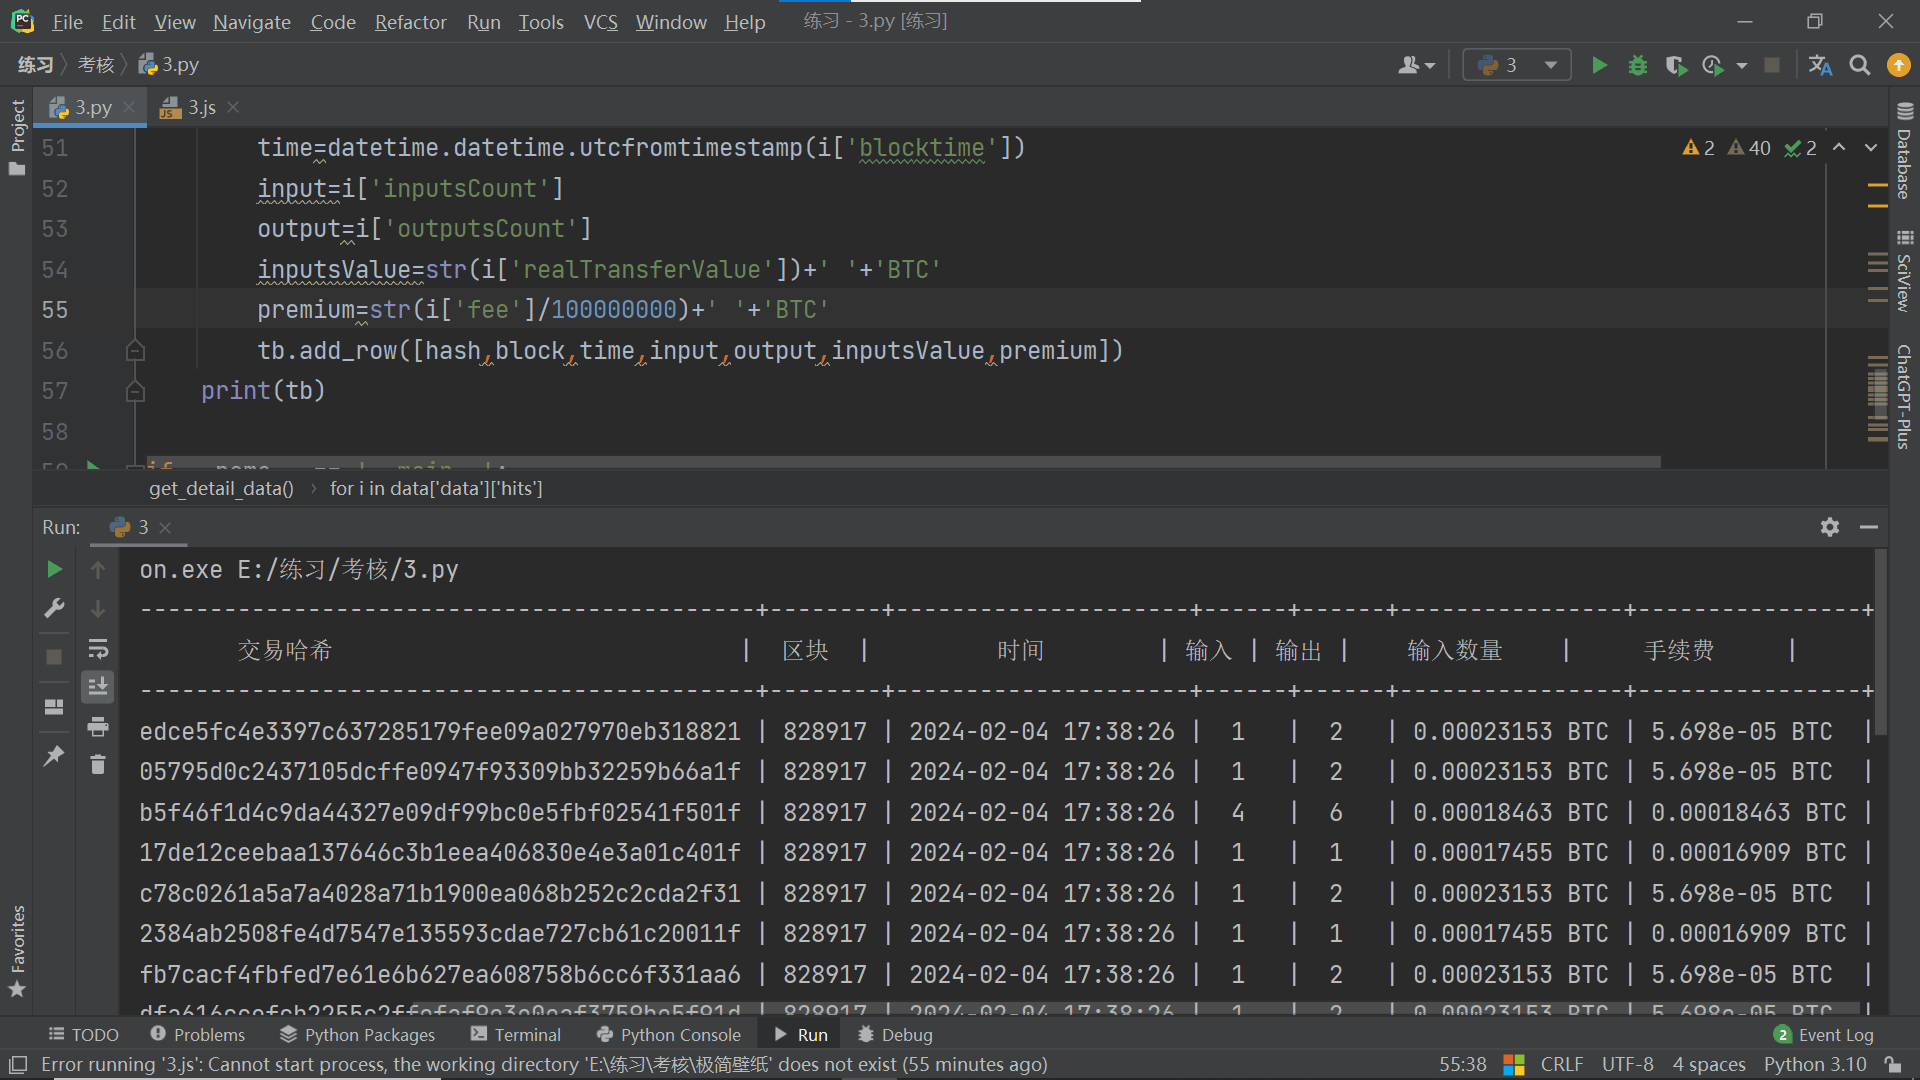 File Edit View Navigate Code Refactor Run Tools VCS Window Help 练习 - 3.py [练习]
练习 考核 3.py
3
3.py 3.js
Project
51 time=datetime.datetime.utcfromtimestamp(i['blocktime'])
2 40 2
52 input=i['inputsCount']
53 output=i['outputsCount']
54 inputsValue=str(i['realTransferValue'])+' '+'BTC'
55 premium=str(i['fee']/100000000)+' '+'BTC'
56 tb.add_row([hash,block,time,input,output,inputsValue,premium])
57 print(tb)
58
Database
SciView
ChatGPT-Plus
get_detail_data() for i in data['data']['hits']
Run: 3
on.exe E:/练习/考核/3.py
--------------------------------------------+--------+---------------------+------+------+----------------+----------------+
交易哈希 | 区块 | 时间 | 输入 | 输出 | 输入数量 | 手续费 |
--------------------------------------------+--------+---------------------+------+------+----------------+----------------+
edce5fc4e3397c637285179fee09a027970eb318821 | 828917 | 2024-02-04 17:38:26 | 1 | 2 | 0.00023153 BTC | 5.698e-05 BTC |
05795d0c2437105dcffe0947f93309bb32259b66a1f | 828917 | 2024-02-04 17:38:26 | 1 | 2 | 0.00023153 BTC | 5.698e-05 BTC |
b5f46f1d4c9da44327e09df99bc0e5fbf02541f501f | 828917 | 2024-02-04 17:38:26 | 4 | 6 | 0.00018463 BTC | 0.00018463 BTC |
17de12ceebaa137646c3b1eea406830e4e3a01c401f | 828917 | 2024-02-04 17:38:26 | 1 | 1 | 0.00017455 BTC | 0.00016909 BTC |
c78c0261a5a7a4028a71b1900ea068b252c2cda2f31 | 828917 | 2024-02-04 17:38:26 | 1 | 2 | 0.00023153 BTC | 5.698e-05 BTC |
2384ab2508fe4d7547e135593cdae727cb61c20011f | 828917 | 2024-02-04 17:38:26 | 1 | 1 | 0.00017455 BTC | 0.00016909 BTC |
fb7cacf4fbfed7e61e6b627ea608758b6cc6f331aa6 | 828917 | 2024-02-04 17:38:26 | 1 | 2 | 0.00023153 BTC | 5.698e-05 BTC |
Favorites
TODO Problems Python Packages Terminal Python Console Run Debug 2 Event Log
Error running '3.js': Cannot start process, the working directory 'E:\练习\考核\极简壁纸' does not exist (55 minutes ago) 55:38 CRLF UTF-8 4 spaces Python 3.10